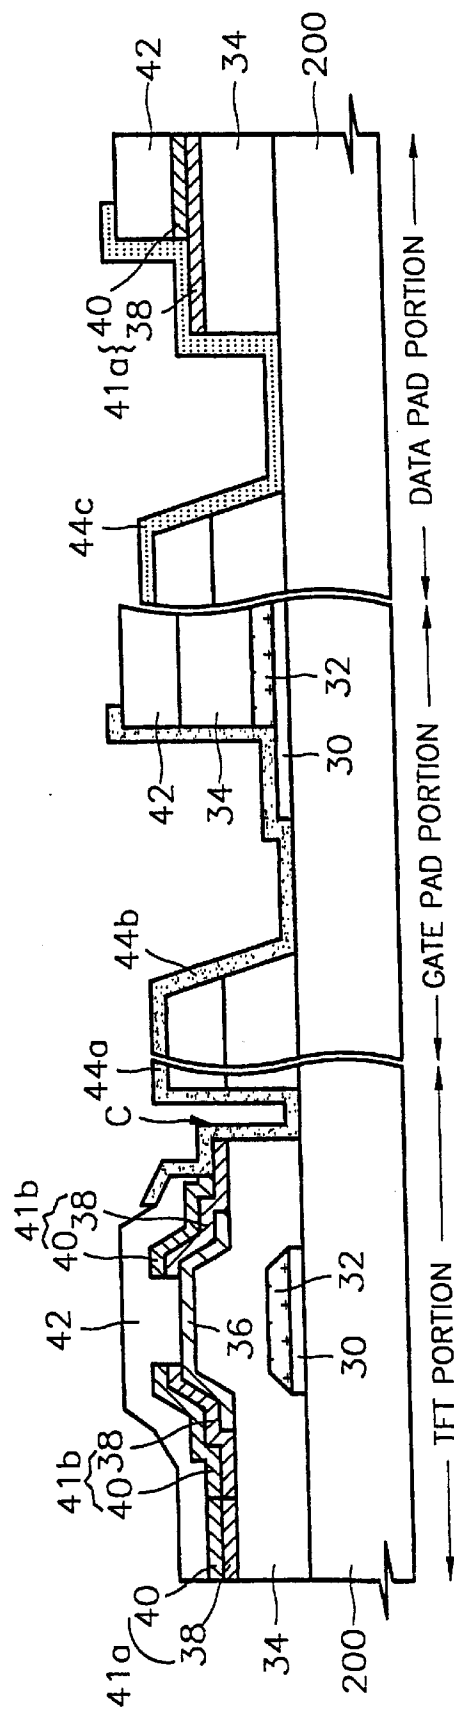 41a
40
38
41b
40 38
42
41b
40 38
C
44a
44b
44c
41a { 40
38
42
34
200
34
200
36
32
30
42
34
30
32
TFT PORTION
GATE PAD PORTION
DATA PAD PORTION